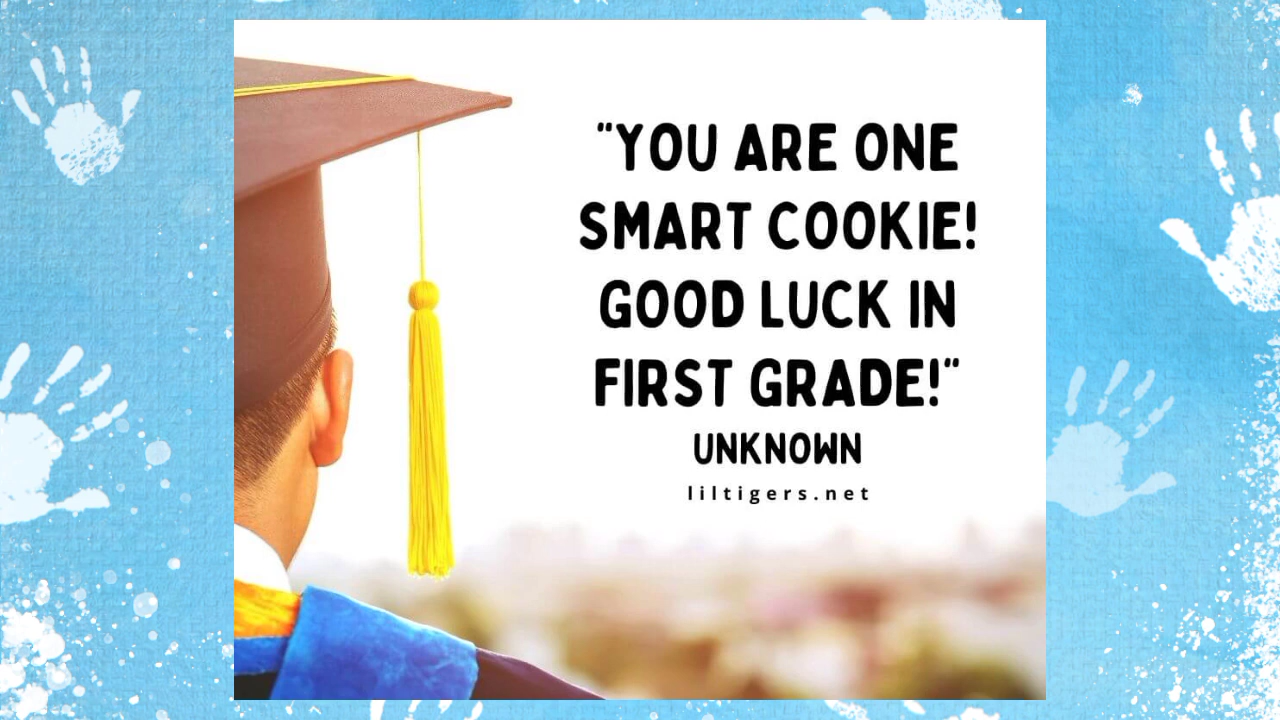 "YOU ARE ONE
SMART COOKIE!
GOOD LUCK IN
FIRST GRADE!"
UNKNOWN
liltigers.net